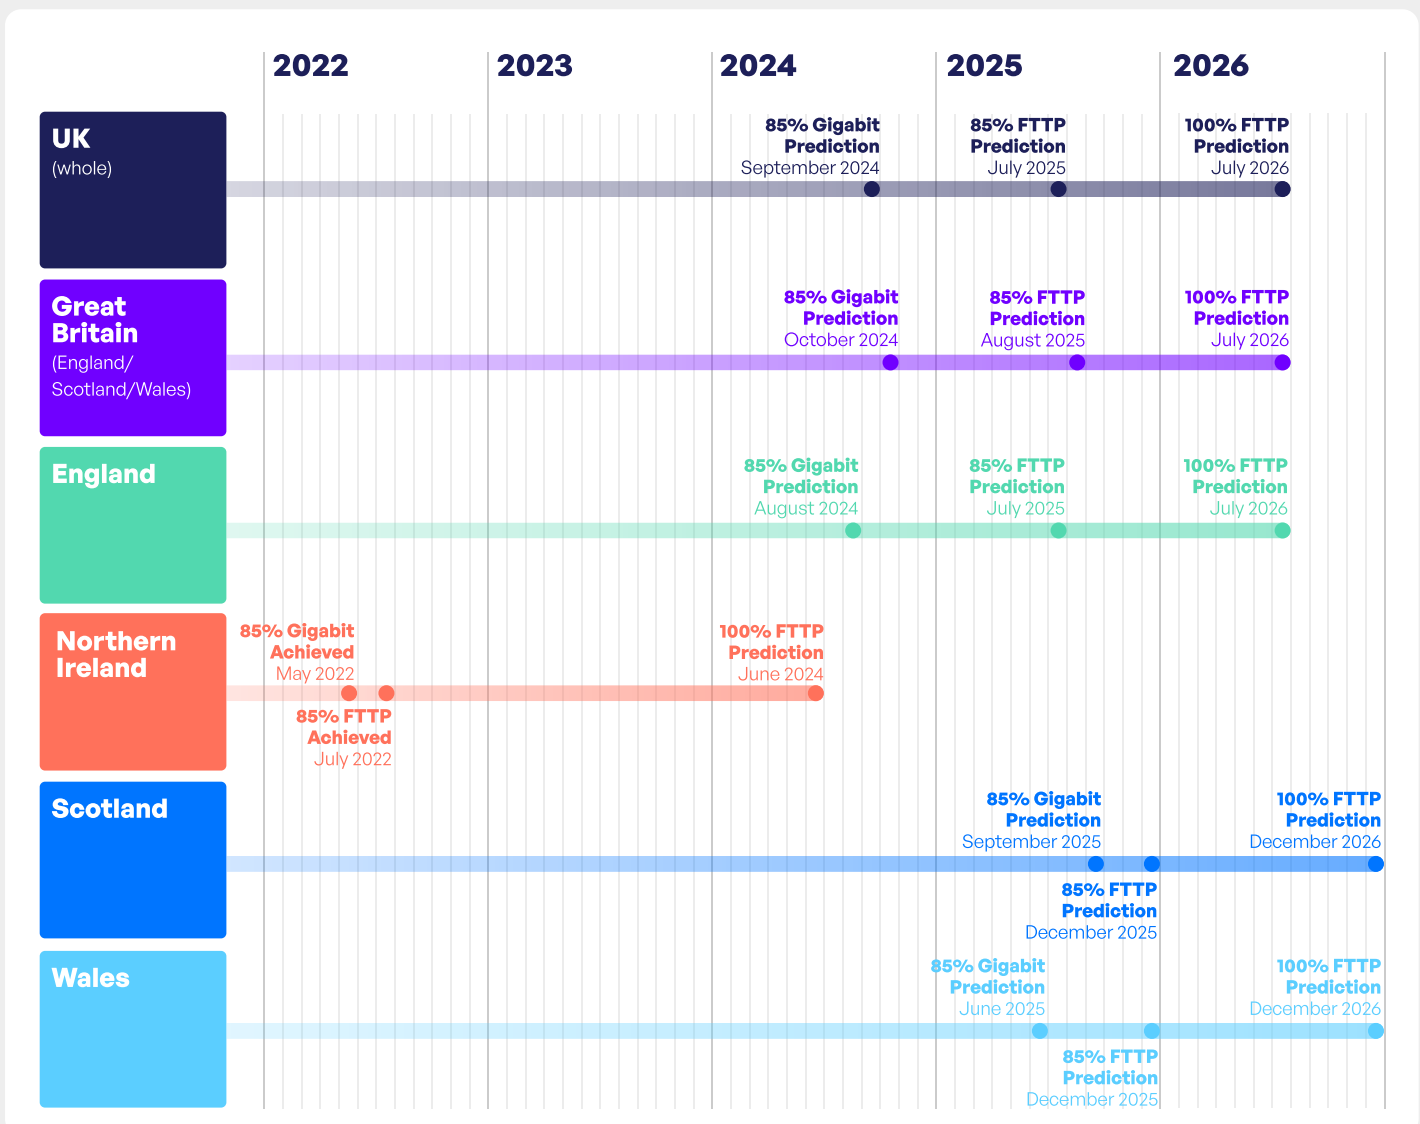 2022
2023
2024
2025
2026
UK
(whole)
85% Gigabit
Prediction
September 2024
85% FTTP
Prediction
July 2025
100% FTTP
Prediction
July 2026
Great
Britain
(England/
Scotland/Wales)
85% Gigabit
Prediction
October 2024
85% FTTP
Prediction
August 2025
100% FTTP
Prediction
July 2026
England
85% Gigabit
Prediction
August 2024
85% FTTP
Prediction
July 2025
100% FTTP
Prediction
July 2026
Northern
Ireland
85% Gigabit
Achieved
May 2022
85% FTTP
Achieved
July 2022
100% FTTP
Prediction
June 2024
Scotland
85% Gigabit
Prediction
September 2025
85% FTTP
Prediction
December 2025
100% FTTP
Prediction
December 2026
Wales
85% Gigabit
Prediction
June 2025
85% FTTP
Prediction
December 2025
100% FTTP
Prediction
December 2026